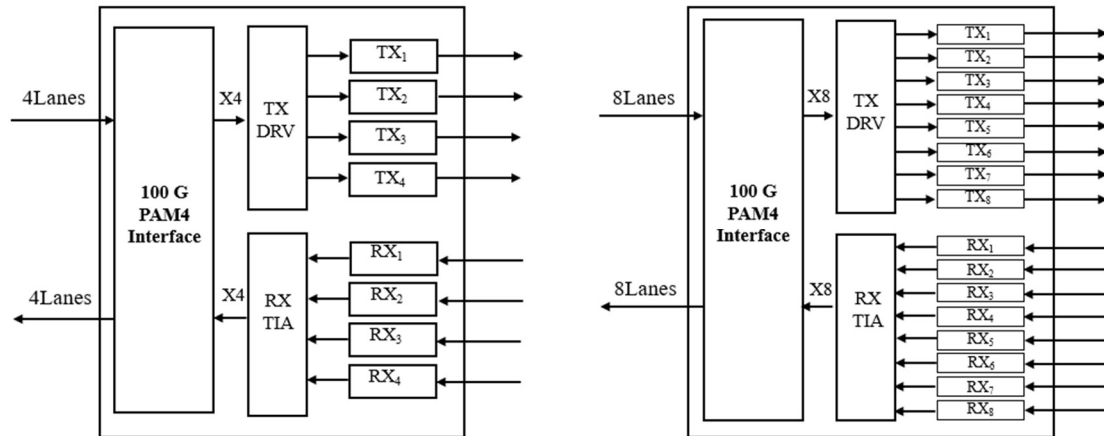 4Lanes
100 G
PAM4
Interface
X4
TX
DRV
TX₁
TX₂
TX₃
TX₄
4Lanes
X4
RX
TIA
RX₁
RX₂
RX₃
RX₄
8Lanes
100 G
PAM4
Interface
X8
TX
DRV
TX₁
TX₂
TX₃
TX₄
TX₅
TX₆
TX₇
TX₈
8Lanes
X8
RX
TIA
RX₁
RX₂
RX₃
RX₄
RX₅
RX₆
RX₇
RX₈